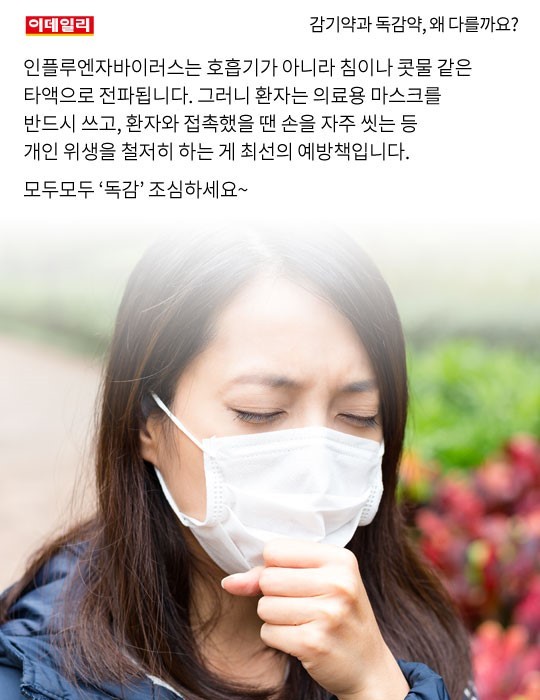 이데일리
감기약과 독감약, 왜 다를까요?
인플루엔자바이러스는 호흡기가 아니라 침이나 콧물 같은
타액으로 전파됩니다. 그러니 환자는 의료용 마스크를
반드시 쓰고, 환자와 접촉했을 땐 손을 자주 씻는 등
개인 위생을 철저히 하는 게 최선의 예방책입니다.
모두모두 ‘독감’ 조심하세요~